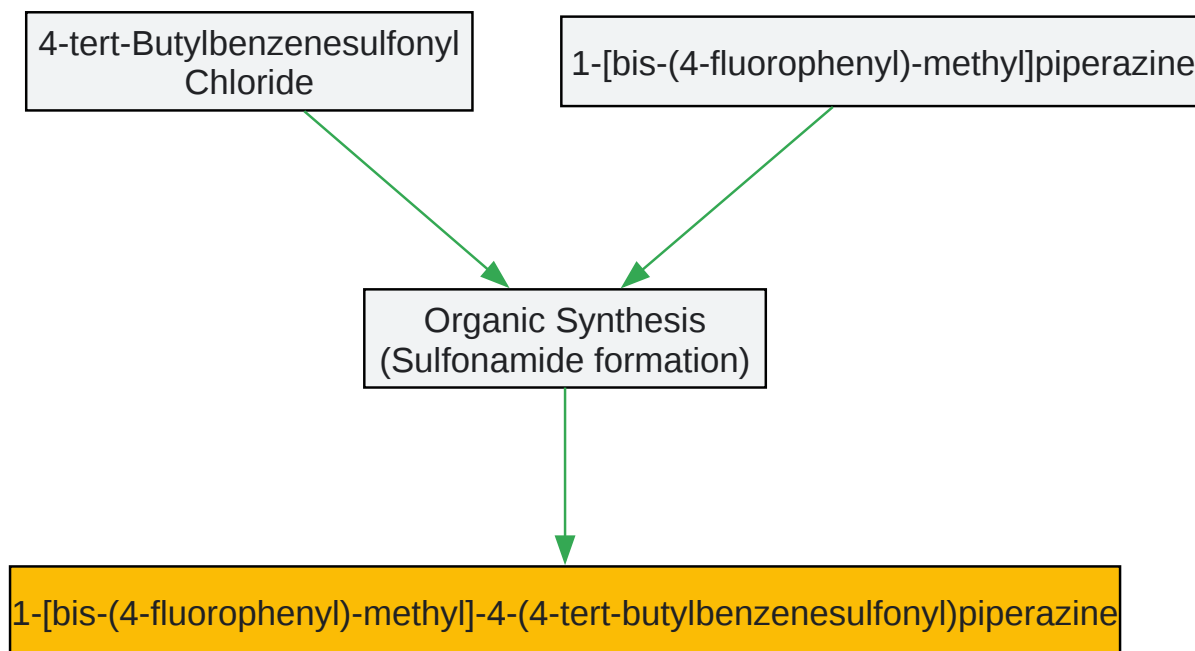 4-tert-Butylbenzenesulfonyl
Chloride
1-[bis-(4-fluorophenyl)-methyl]piperazine
Organic Synthesis
(Sulfonamide formation)
1-[bis-(4-fluorophenyl)-methyl]-4-(4-tert-butylbenzenesulfonyl)piperazine